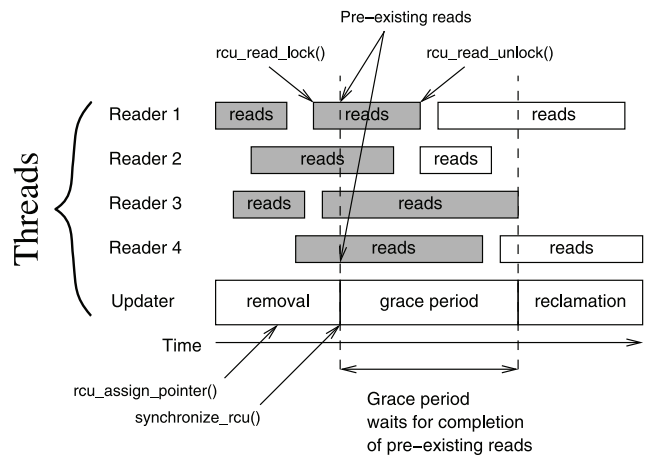 Pre−existing reads
rcu_read_lock()
rcu_read_unlock()
Threads
Reader 1
reads
reads
reads
Reader 2
reads
reads
Reader 3
reads
reads
Reader 4
reads
reads
Updater
removal
grace period
reclamation
Time
rcu_assign_pointer()
synchronize_rcu()
Grace period
waits for completion
of pre−existing reads